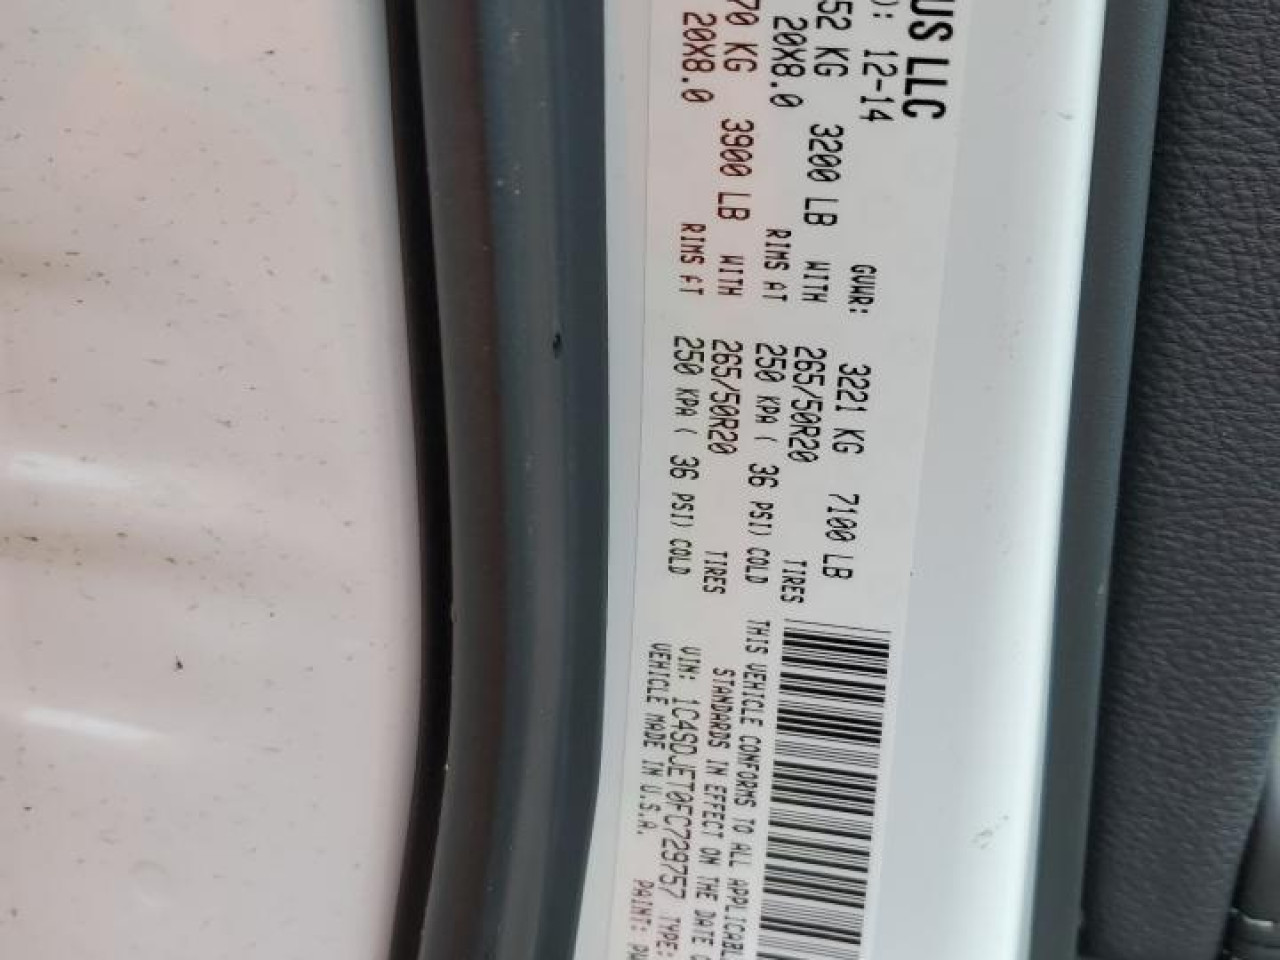 US LLC
): 12-14 GVWR: 3221 KG 7100 LB
52 KG 3200 LB WITH 265/50R20 TIRES
20X8.0 RIMS AT 250 KPA ( 36 PSI) COLD
70 KG 3900 LB WITH 265/50R20 TIRES
20X8.0 RIMS AT 250 KPA ( 36 PSI) COLD
THIS VEHICLE CONFORMS TO ALL APPLICABL
STANDARDS IN EFFECT ON THE DATE O
VIN: 1C4SDJET0FC729757 TYPE:
VEHICLE MADE IN U.S.A. PAINT: PW